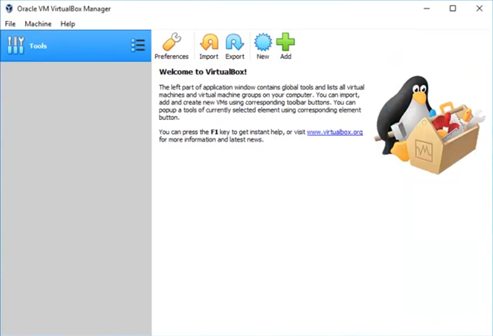 Oracle VM VirtualBox Manager
File Machine Help
Tools
Preferences Import Export New Add
Welcome to VirtualBox!
The left part of application window contains global tools and lists all virtual
machines and virtual machine groups on your computer. You can import,
add and create new VMs using corresponding toolbar buttons. You can
popup a tools of currently selected element using corresponding element
button.
You can press the F1 key to get instant help, or visit www.virtualbox.org
for more information and latest news.
VM